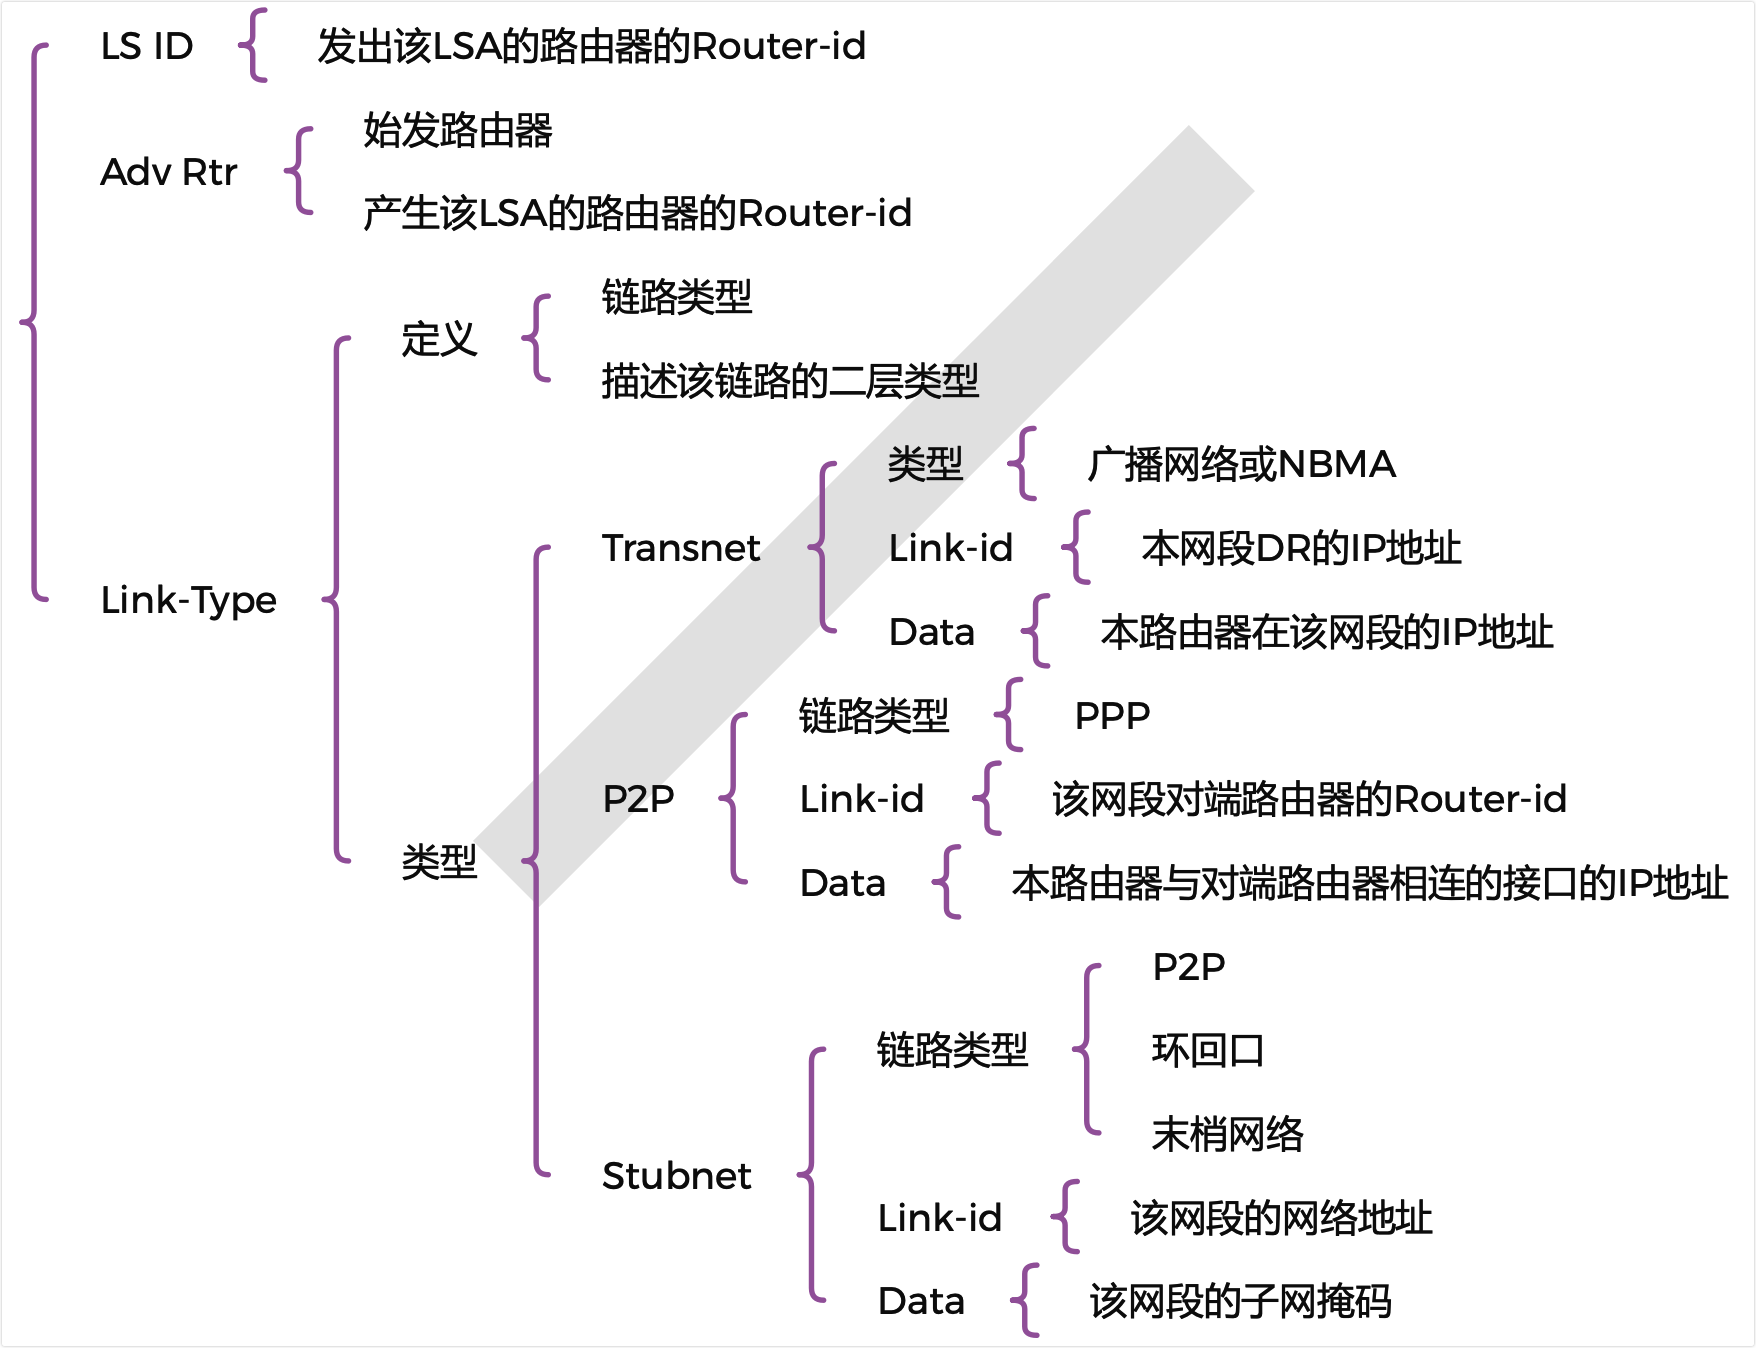 LS ID
发出该LSA的路由器的Router-id
Adv Rtr
始发路由器
产生该LSA的路由器的Router-id
Link-Type
定义
链路类型
描述该链路的二层类型
类型
Transnet
类型
广播网络或NBMA
Link-id
本网段DR的IP地址
Data
本路由器在该网段的IP地址
P2P
链路类型
PPP
Link-id
该网段对端路由器的Router-id
Data
本路由器与对端路由器相连的接口的IP地址
Stubnet
链路类型
P2P
环回口
末梢网络
Link-id
该网段的网络地址
Data
该网段的子网掩码